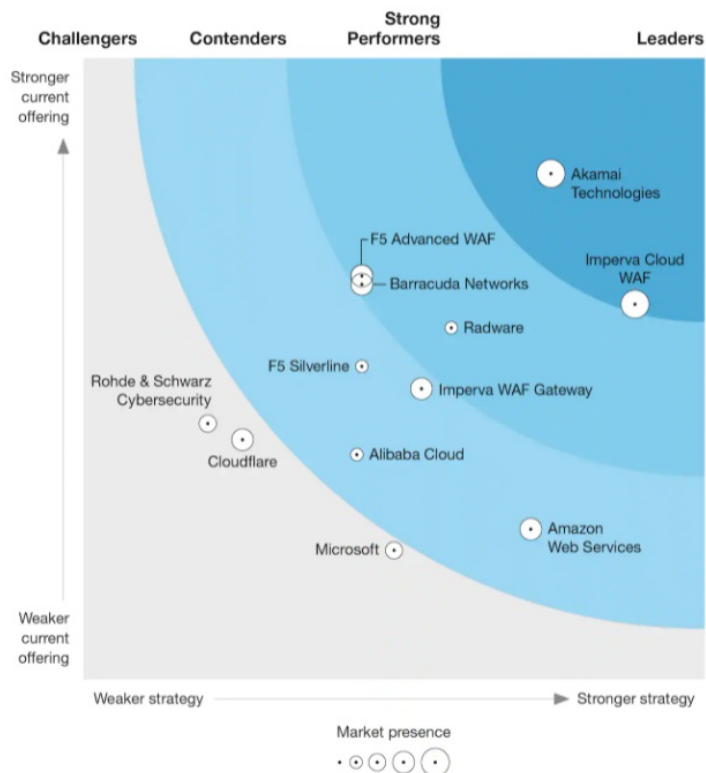 Challengers
Contenders
Strong
Performers
Leaders
Stronger
current
offering
Akamai
Technologies
F5 Advanced WAF
Imperva Cloud
WAF
Barracuda Networks
Radware
F5 Silverline
Rohde & Schwarz
Cybersecurity
Imperva WAF Gateway
Cloudflare
Alibaba Cloud
Amazon
Web Services
Microsoft
Weaker
current
offering
Weaker strategy
Stronger strategy
Market presence